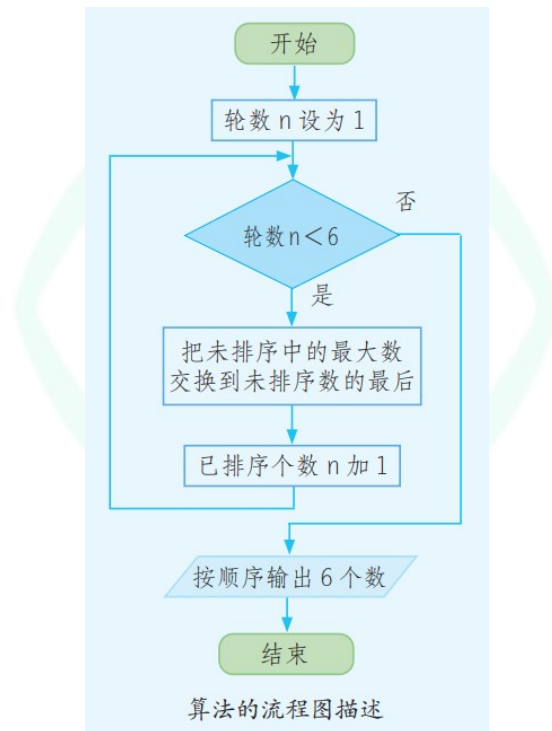 开始
轮数 n 设为 1
轮数n＜6
否
是
把未排序中的最大数
交换到未排序数的最后
已排序个数 n 加 1
按顺序输出 6 个数
结束
算法的流程图描述